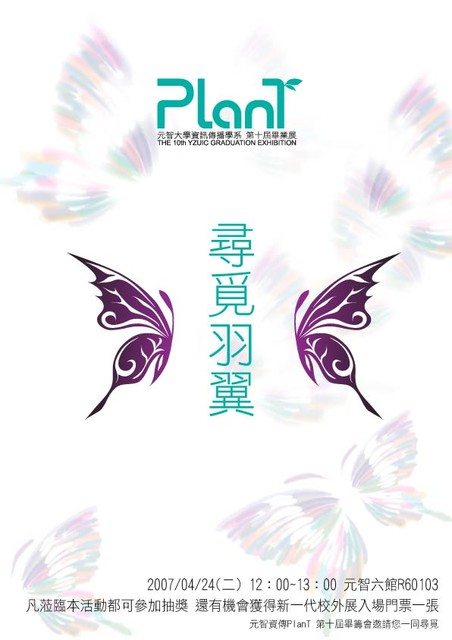 PlanT
元智大學資訊傳播學系 第十屆畢業展
THE 10th YZUIC GRADUATION EXHIBITION
尋覓羽翼
2007/04/24(二) 12：00-13：00 元智六館R60103
凡蒞臨本活動都可參加抽獎 還有機會獲得新一代校外展入場門票一張
元智資傳PlanT 第十屆畢籌會邀請您一同尋覓